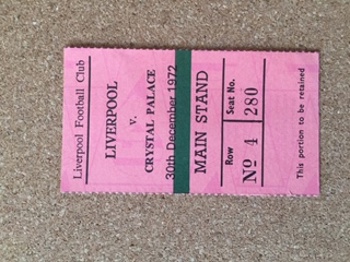 Liverpool Football Club
LIVERPOOL
v.
CRYSTAL PALACE
30th December 1972
MAIN STAND
Row Seat No.
Nº 4 280
This portion to be retained